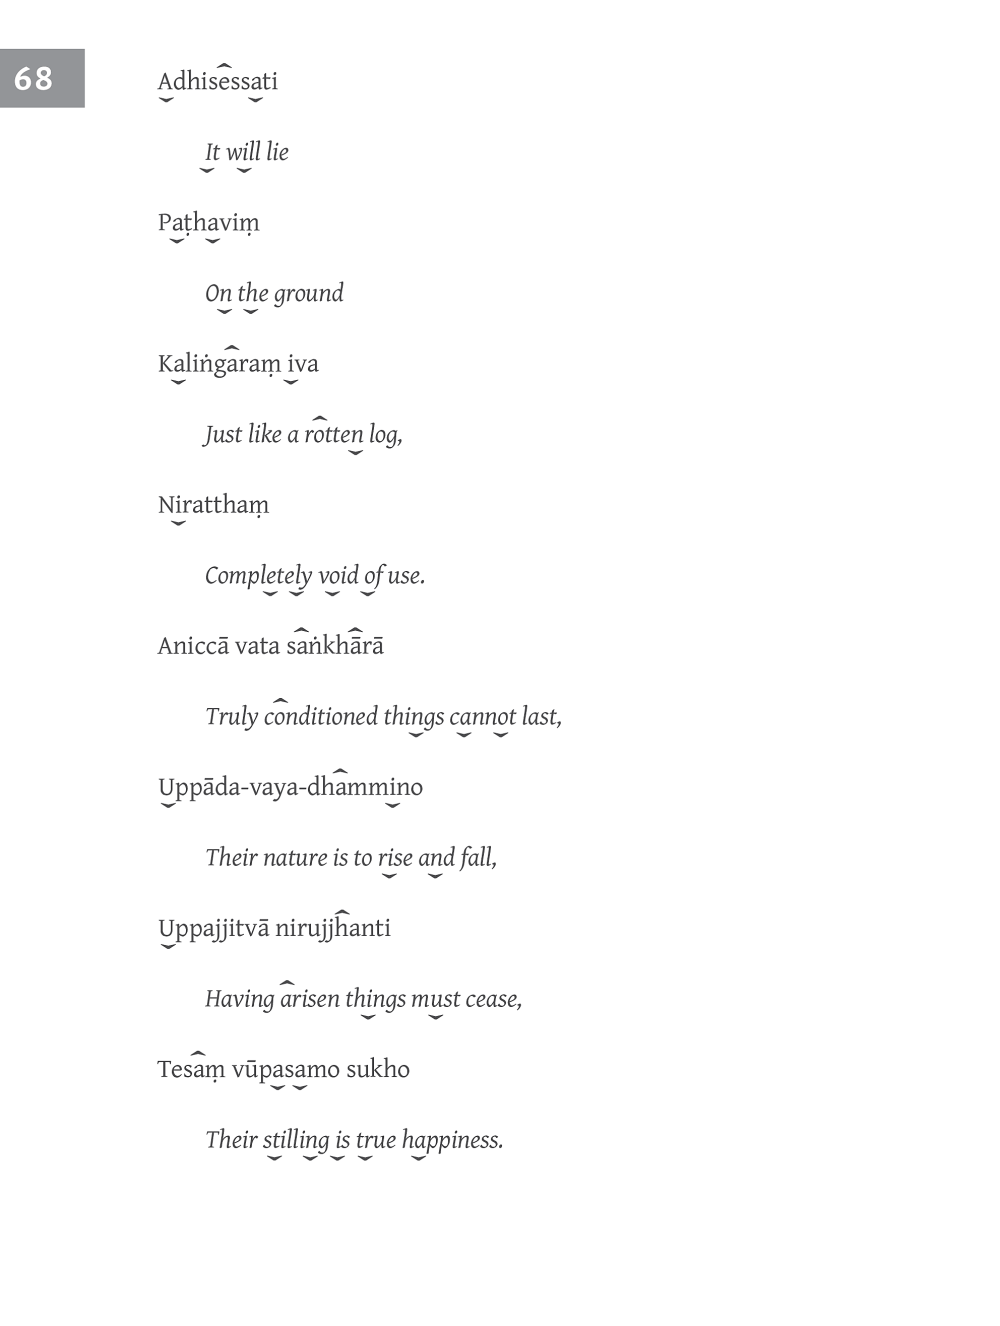 68
Adhisessati
It will lie
Paṭhaviṃ
On the ground
Kaliṅgaraṃ iva
Just like a rotten log,
Niratthaṃ
Completely void of use.
Aniccā vata saṅkhārā
Truly conditioned things cannot last,
Uppāda-vaya-dhammino
Their nature is to rise and fall,
Uppajjitvā nirujjhanti
Having arisen things must cease,
Tesaṃ vūpasamo sukho
Their stilling is true happiness.